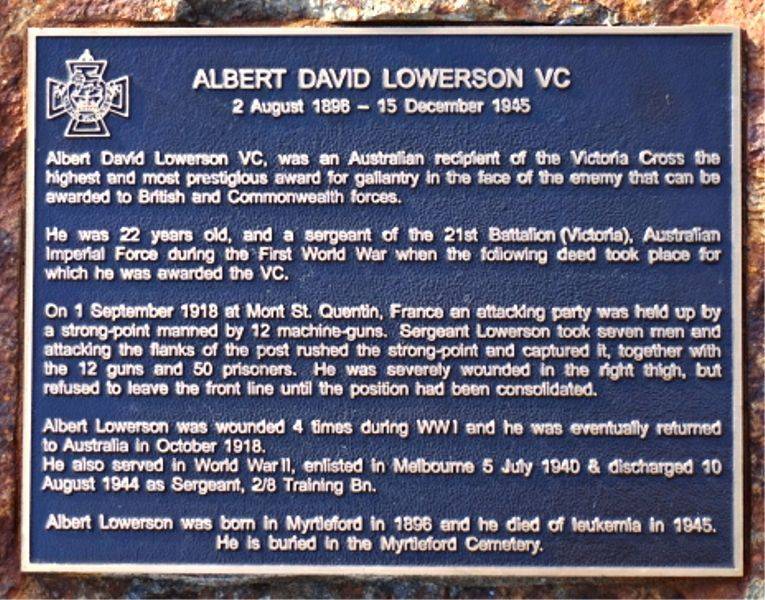 ALBERT DAVID LOWERSON VC
2 August 1896 – 15 December 1945
Albert David Lowerson VC, was an Australian recipient of the Victoria Cross the
highest and most prestigious award for gallantry in the face of the enemy that can be
awarded to British and Commonwealth forces.
He was 22 years old, and a sergeant of the 21st Battalion (Victoria), Australian
Imperial Force during the First World War when the following deed took place for
which he was awarded the VC.
On 1 September 1918 at Mont St. Quentin, France an attacking party was held up by
a strong-point manned by 12 machine-guns. Sergeant Lowerson took seven men and
attacking the flanks of the post rushed the strong-point and captured it, together with
the 12 guns and 50 prisoners. He was severely wounded in the right thigh, but
refused to leave the front line until the position had been consolidated.
Albert Lowerson was wounded 4 times during WW I and he was eventually returned
to Australia in October 1918.
He also served in World War II, enlisted in Melbourne 5 July 1940 & discharged 10
August 1944 as Sergeant, 2/8 Training Bn.
Albert Lowerson was born in Myrtleford in 1896 and he died of leukemia in 1945.
He is buried in the Myrtleford Cemetery.